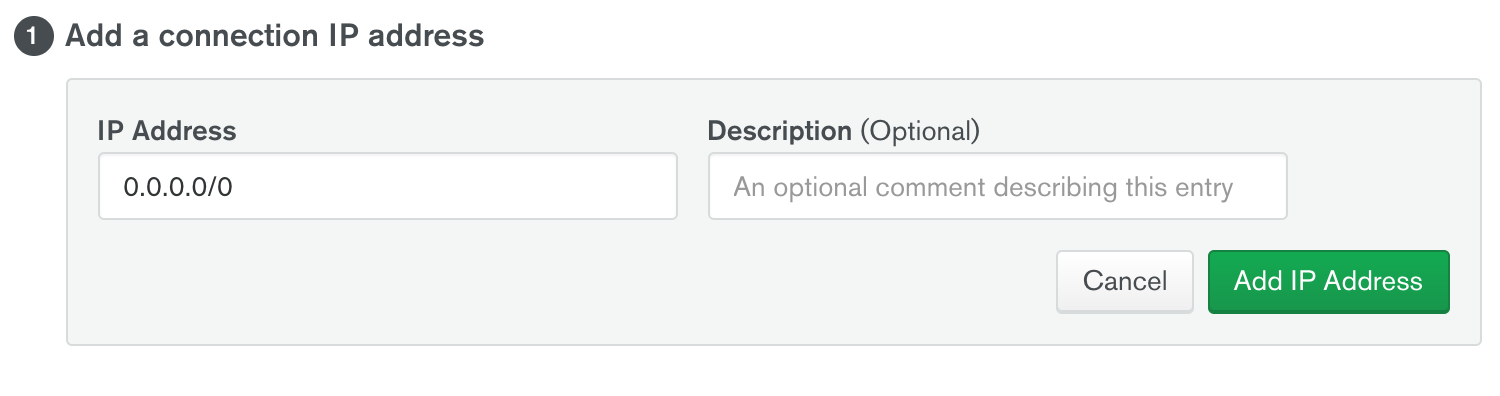 1 Add a connection IP address
IP Address
Description (Optional)
0.0.0.0/0
An optional comment describing this entry
Cancel
Add IP Address